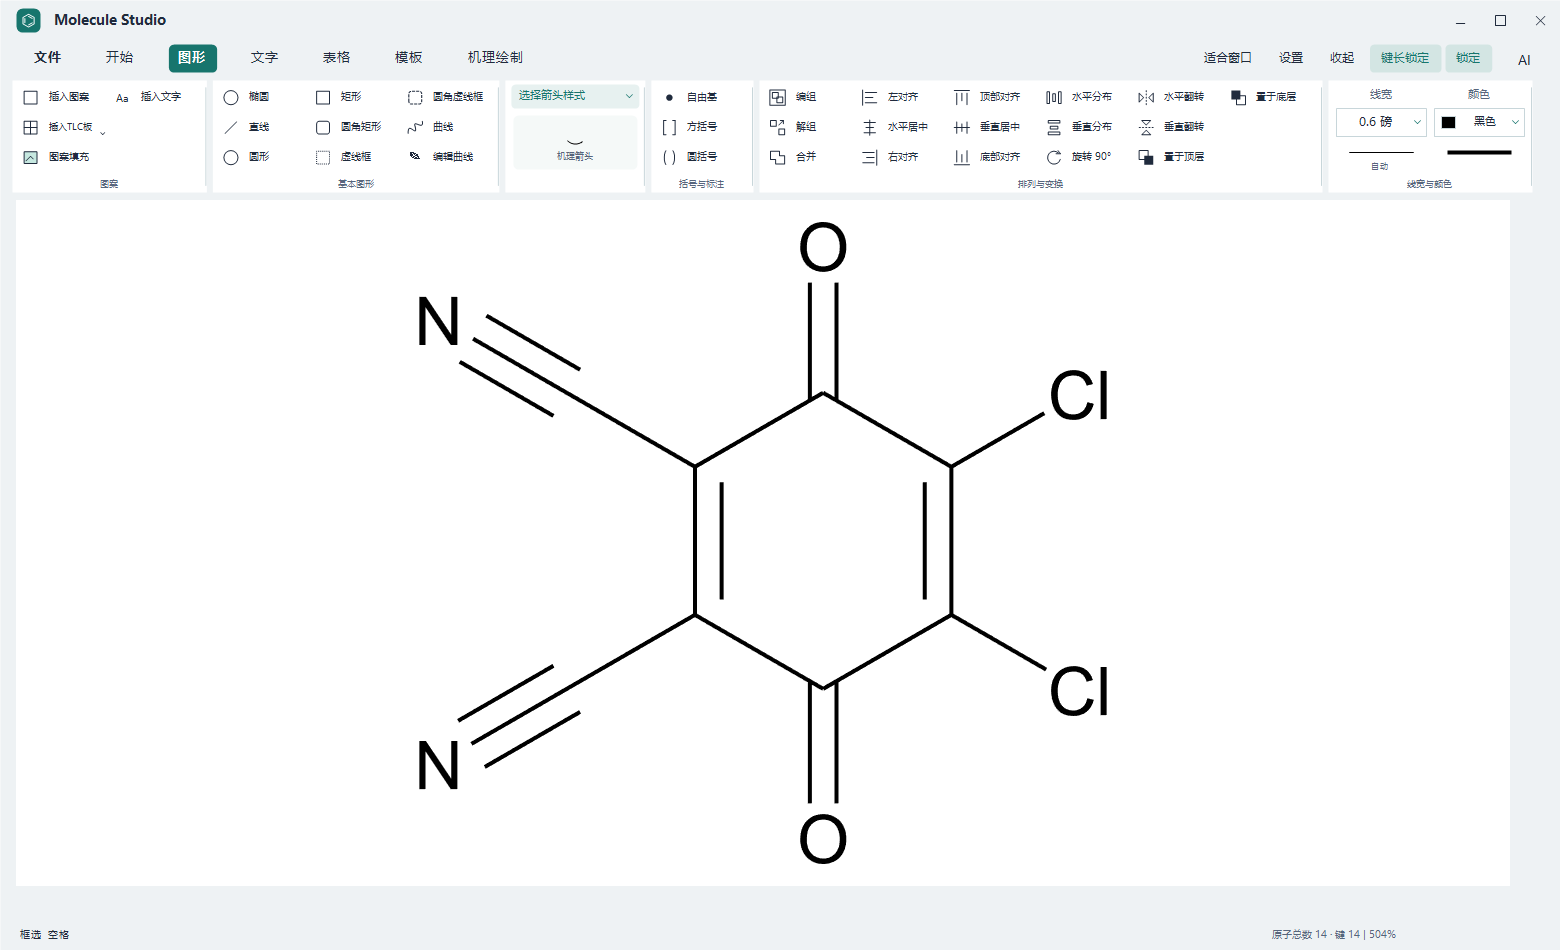 Molecule Studio
文件 开始 图形 文字 表格 模板 机理绘制 适合窗口 设置 收起 键长锁定 锁定 AI
插入图案 Aa 插入文字
插入TLC板
图案填充
图案
椭圆 矩形 圆角虚线框
直线 圆角矩形 曲线
圆形 虚线框 编辑曲线
基本图形
选择箭头样式
机理箭头
自由基
方括号
圆括号
括号与标注
编组 左对齐 顶部对齐 水平分布 水平翻转 置于底层
解组 水平居中 垂直居中 垂直分布 垂直翻转
合并 右对齐 底部对齐 旋转 90° 置于顶层
排列与变换
线宽 颜色
0.6 磅 黑色
自动
线宽与颜色
O
N
Cl
Cl
N
O
框选 空格
原子总数 14 · 键 14 | 504%